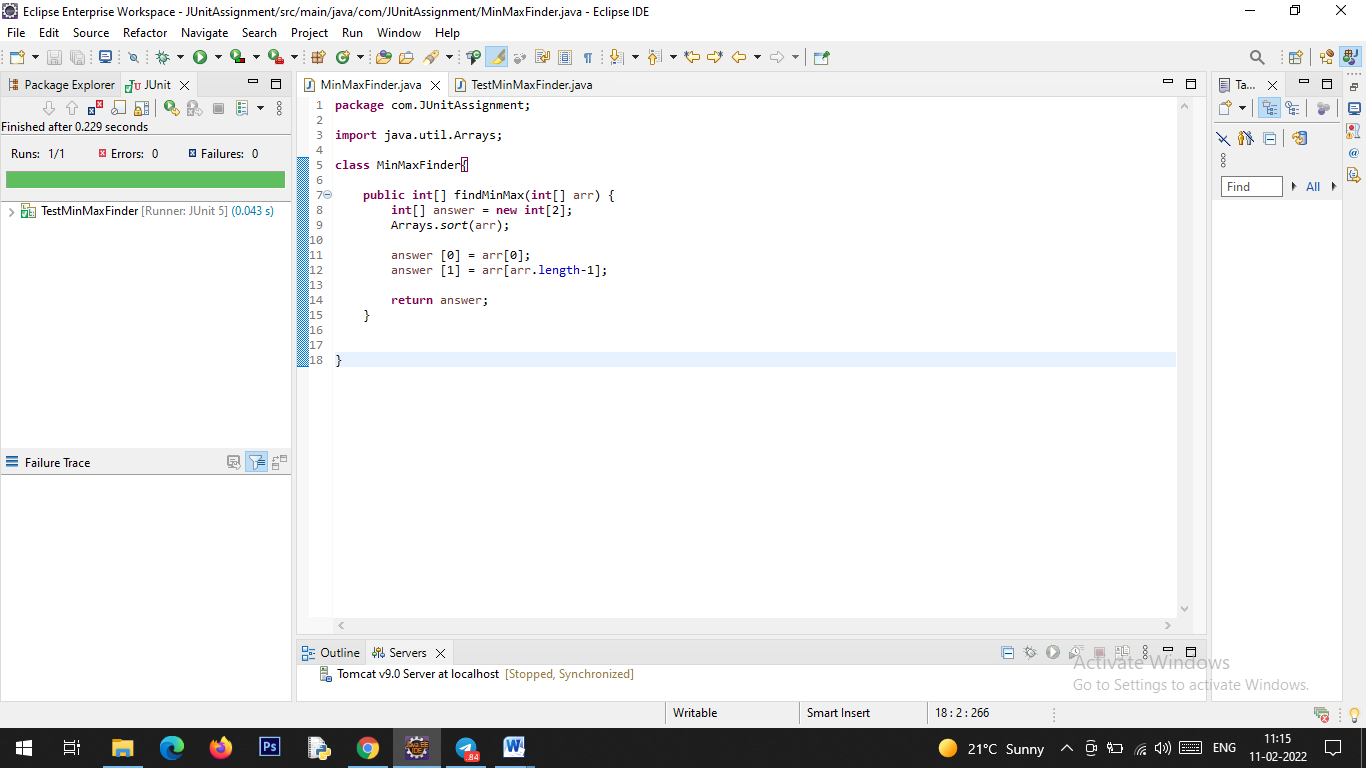 Eclipse Enterprise Workspace - JUnitAssignment/src/main/java/com/JUnitAssignment/MinMaxFinder.java - Eclipse IDE
File Edit Source Refactor Navigate Search Project Run Window Help
Package Explorer JUnit
Finished after 0.229 seconds
Runs: 1/1 Errors: 0 Failures: 0
TestMinMaxFinder [Runner: JUnit 5] (0.043 s)
Failure Trace
MinMaxFinder.java TestMinMaxFinder.java
1 package com.JUnitAssignment;
2
3 import java.util.Arrays;
4
5 class MinMaxFinder{
6
7 public int[] findMinMax(int[] arr) {
8 int[] answer = new int[2];
9 Arrays.sort(arr);
10
11 answer [0] = arr[0];
12 answer [1] = arr[arr.length-1];
13
14 return answer;
15 }
16
17
18 }
Ta...
Find All
Outline Servers
Tomcat v9.0 Server at localhost [Stopped, Synchronized]
Activate Windows
Go to Settings to activate Windows.
Writable Smart Insert 18 : 2 : 266
Ps
.84
W
21°C Sunny
ENG
11:15
11-02-2022